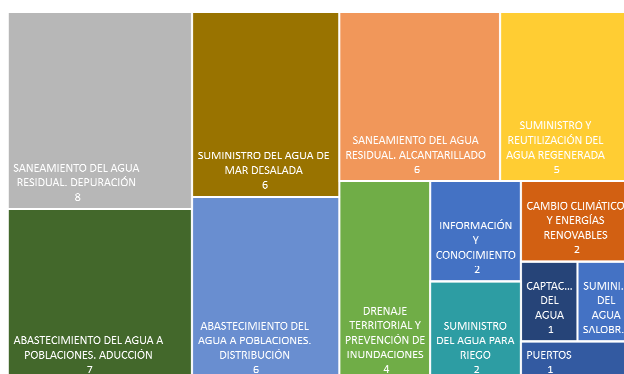 SANEAMIENTO DEL AGUA
RESIDUAL. DEPURACIÓN
8
SUMINISTRO DEL AGUA DE
MAR DESALADA
6
SANEAMIENTO DEL AGUA
RESIDUAL. ALCANTARILLADO
6
SUMINISTRO Y
REUTILIZACIÓN DEL
AGUA REGENERADA
5
ABASTECIMIENTO DEL AGUA A
POBLACIONES. ADUCCIÓN
7
ABASTECIMIENTO DEL
AGUA A POBLACIONES.
DISTRIBUCIÓN
6
DRENAJE
TERRITORIAL Y
PREVENCIÓN DE
INUNDACIONES
4
INFORMACIÓN
Y
CONOCIMIENTO
2
SUMINISTRO
DEL AGUA PARA
RIEGO
2
CAMBIO CLIMÁTICO
Y ENERGÍAS
RENOVABLES
2
CAPTAC...
DEL
AGUA
1
SUMINI...
DEL
AGUA
SALOBR...
PUERTOS
1